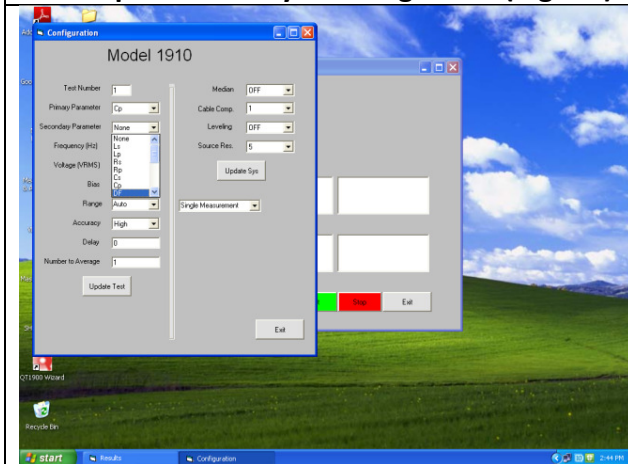 Configuration
Model 1910
Test Number 1
Primary Parameter Cp
Secondary Parameter None
None
Ls
Lp
Rs
Rp
Cs
Cp
DF
Frequency (Hz)
Voltage (VRMS)
Bias
Range Auto
Accuracy High
Delay 0
Number to Average 1
Update Test
Median OFF
Cable Comp. 1
Leveling OFF
Source Res. 5
Update Sys
Single Measurement
Exit
Stop
Exit
QT1900 Wizard
Recycle Bin
start
Results
Configuration
2:44 PM